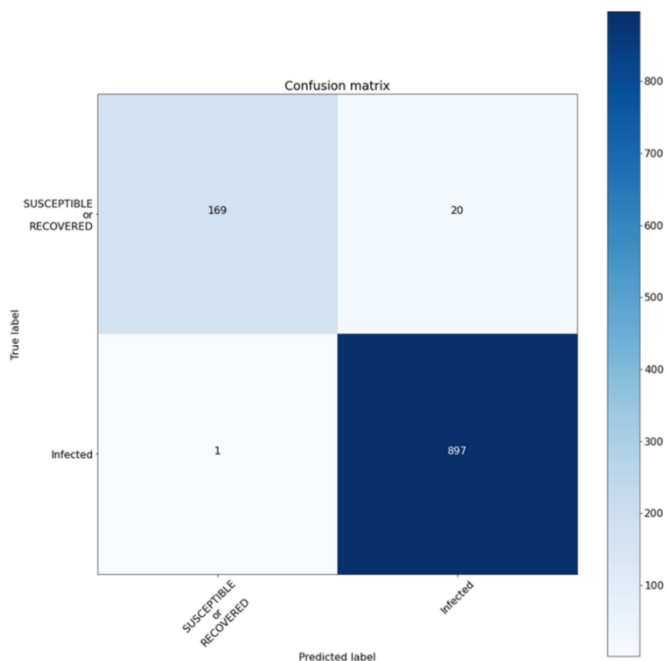 Confusion matrix
800
700
600
500
400
300
200
100
SUSCEPTIBLE
or
RECOVERED
169
20
True label
Infected
1
897
SUSCEPTIBLE
or
RECOVERED
Infected
Predicted label